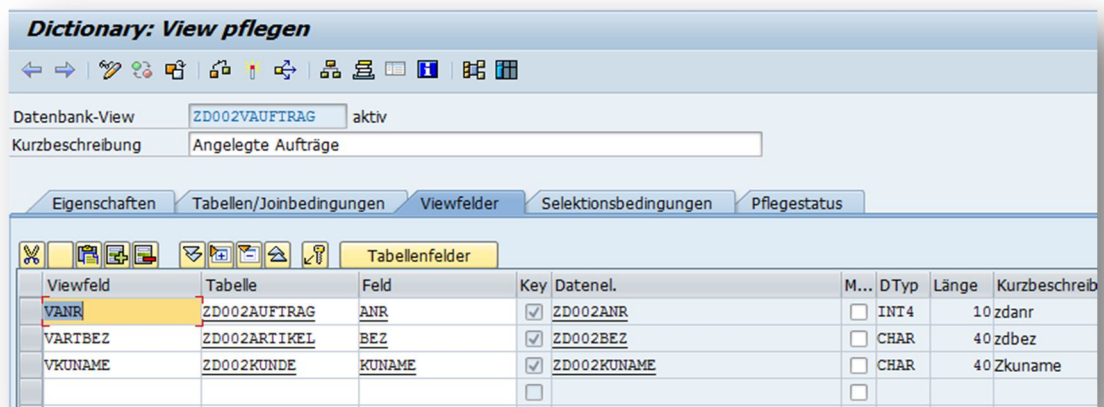 Dictionary: View pflegen
Datenbank-View ZD002VAUFTRAG aktiv
Kurzbeschreibung Angelegte Aufträge
Eigenschaften Tabellen/Joinbedingungen Viewfelder Selektionsbedingungen Pflegestatus
Tabellenfelder
Viewfeld Tabelle Feld Key Datenel. M... DTyp Länge Kurzbeschreib
VANR ZD002AUFTRAG ANR ZD002ANR INT4 10 zdanr
VARTBEZ ZD002ARTIKEL BEZ ZD002BEZ CHAR 40 zdbez
VKUNAME ZD002KUNDE KUNAME ZD002KUNAME CHAR 40 Zkuname